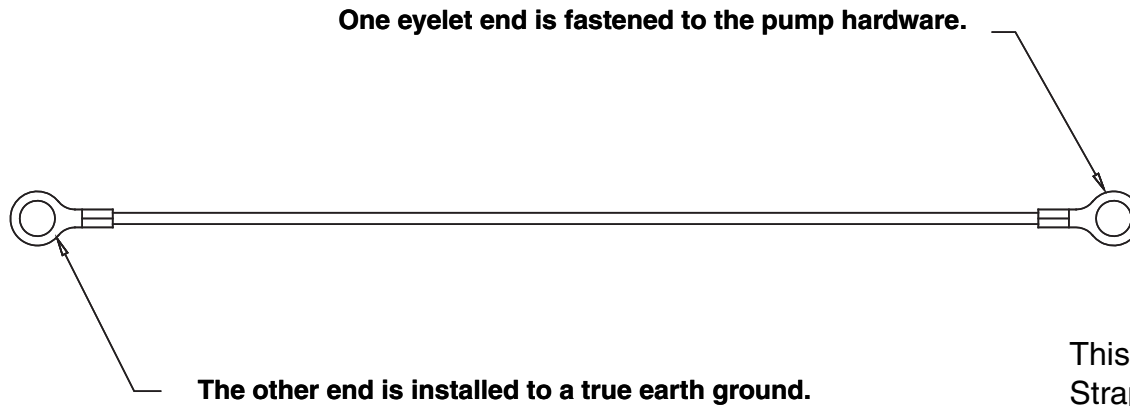 One eyelet end is fastened to the pump hardware.
This
The other end is installed to a true earth ground.